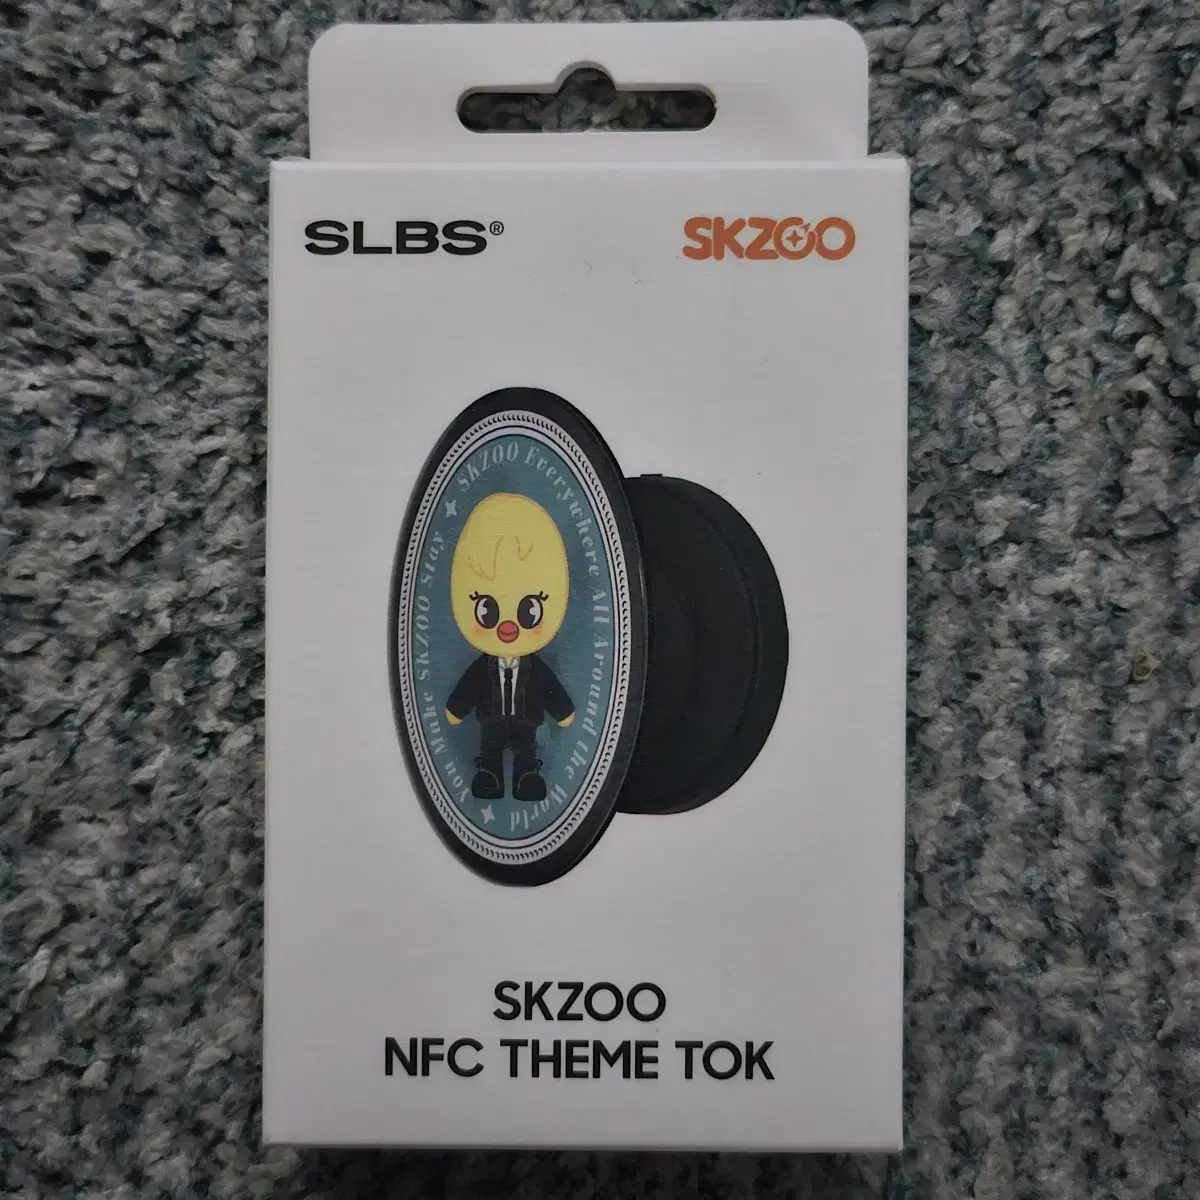 SLBS®
SKZOO
SKZOO Everywhere All Around the World
You Make SKZOO Stay
SKZOO
NFC THEME TOK